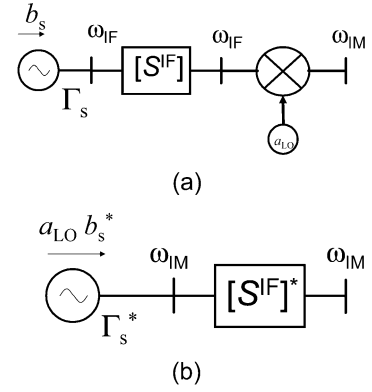 b_s
ω_IF ω_IF ω_IM
[S^IF]
Γ_s
a_LO
(a)
a_LO b_s^*
ω_IM ω_IM
[S^IF]^*
Γ_s^*
(b)